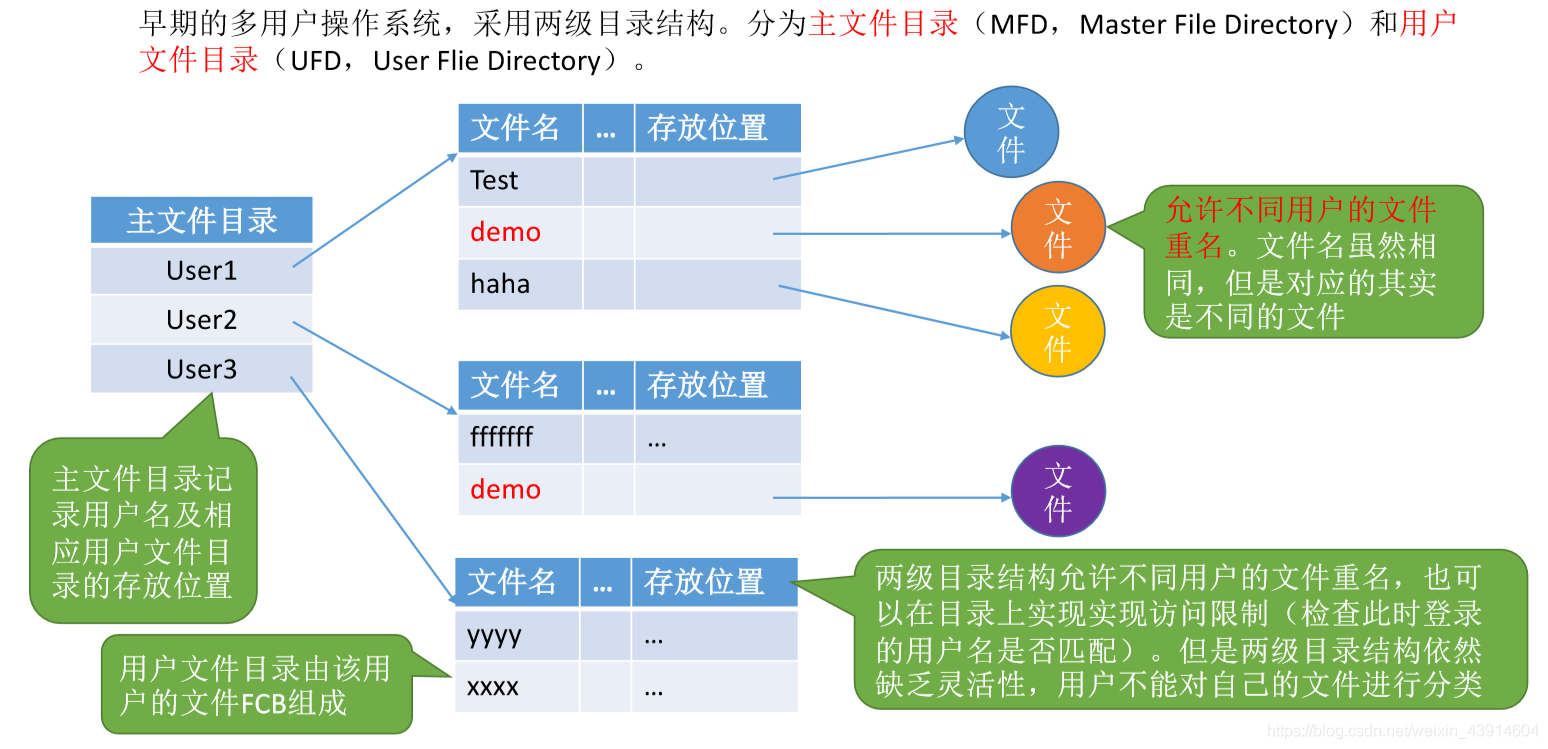 早期的多用户操作系统，采用两级目录结构。分为主文件目录（MFD，Master File Directory）和用户
文件目录（UFD，User Flie Directory）。
主文件目录
User1
User2
User3
主文件目录记
录用户名及相
应用户文件目
录的存放位置
文件名 ... 存放位置
Test
demo
haha
文
件
文
件
文
件
允许不同用户的文件
重名。文件名虽然相
同，但是对应的其实
是不同的文件
文件名 ... 存放位置
fffffff ...
demo
文
件
文件名 ... 存放位置
yyyy ...
xxxx ...
用户文件目录由该用
户的文件FCB组成
两级目录结构允许不同用户的文件重名，也可
以在目录上实现实现访问限制（检查此时登录
的用户名是否匹配）。但是两级目录结构依然
缺乏灵活性，用户不能对自己的文件进行分类
https://blog.csdn.net/weixin_43914604